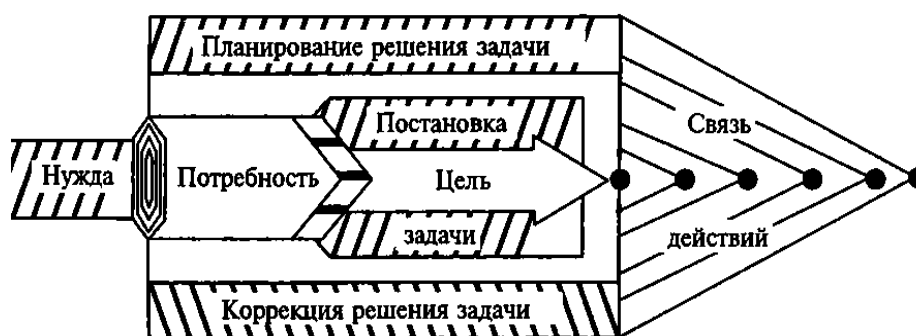 Планирование решения задачи
Постановка
Связь
Нужда
Потребность
Цель
задачи
действий
Коррекция решения задачи